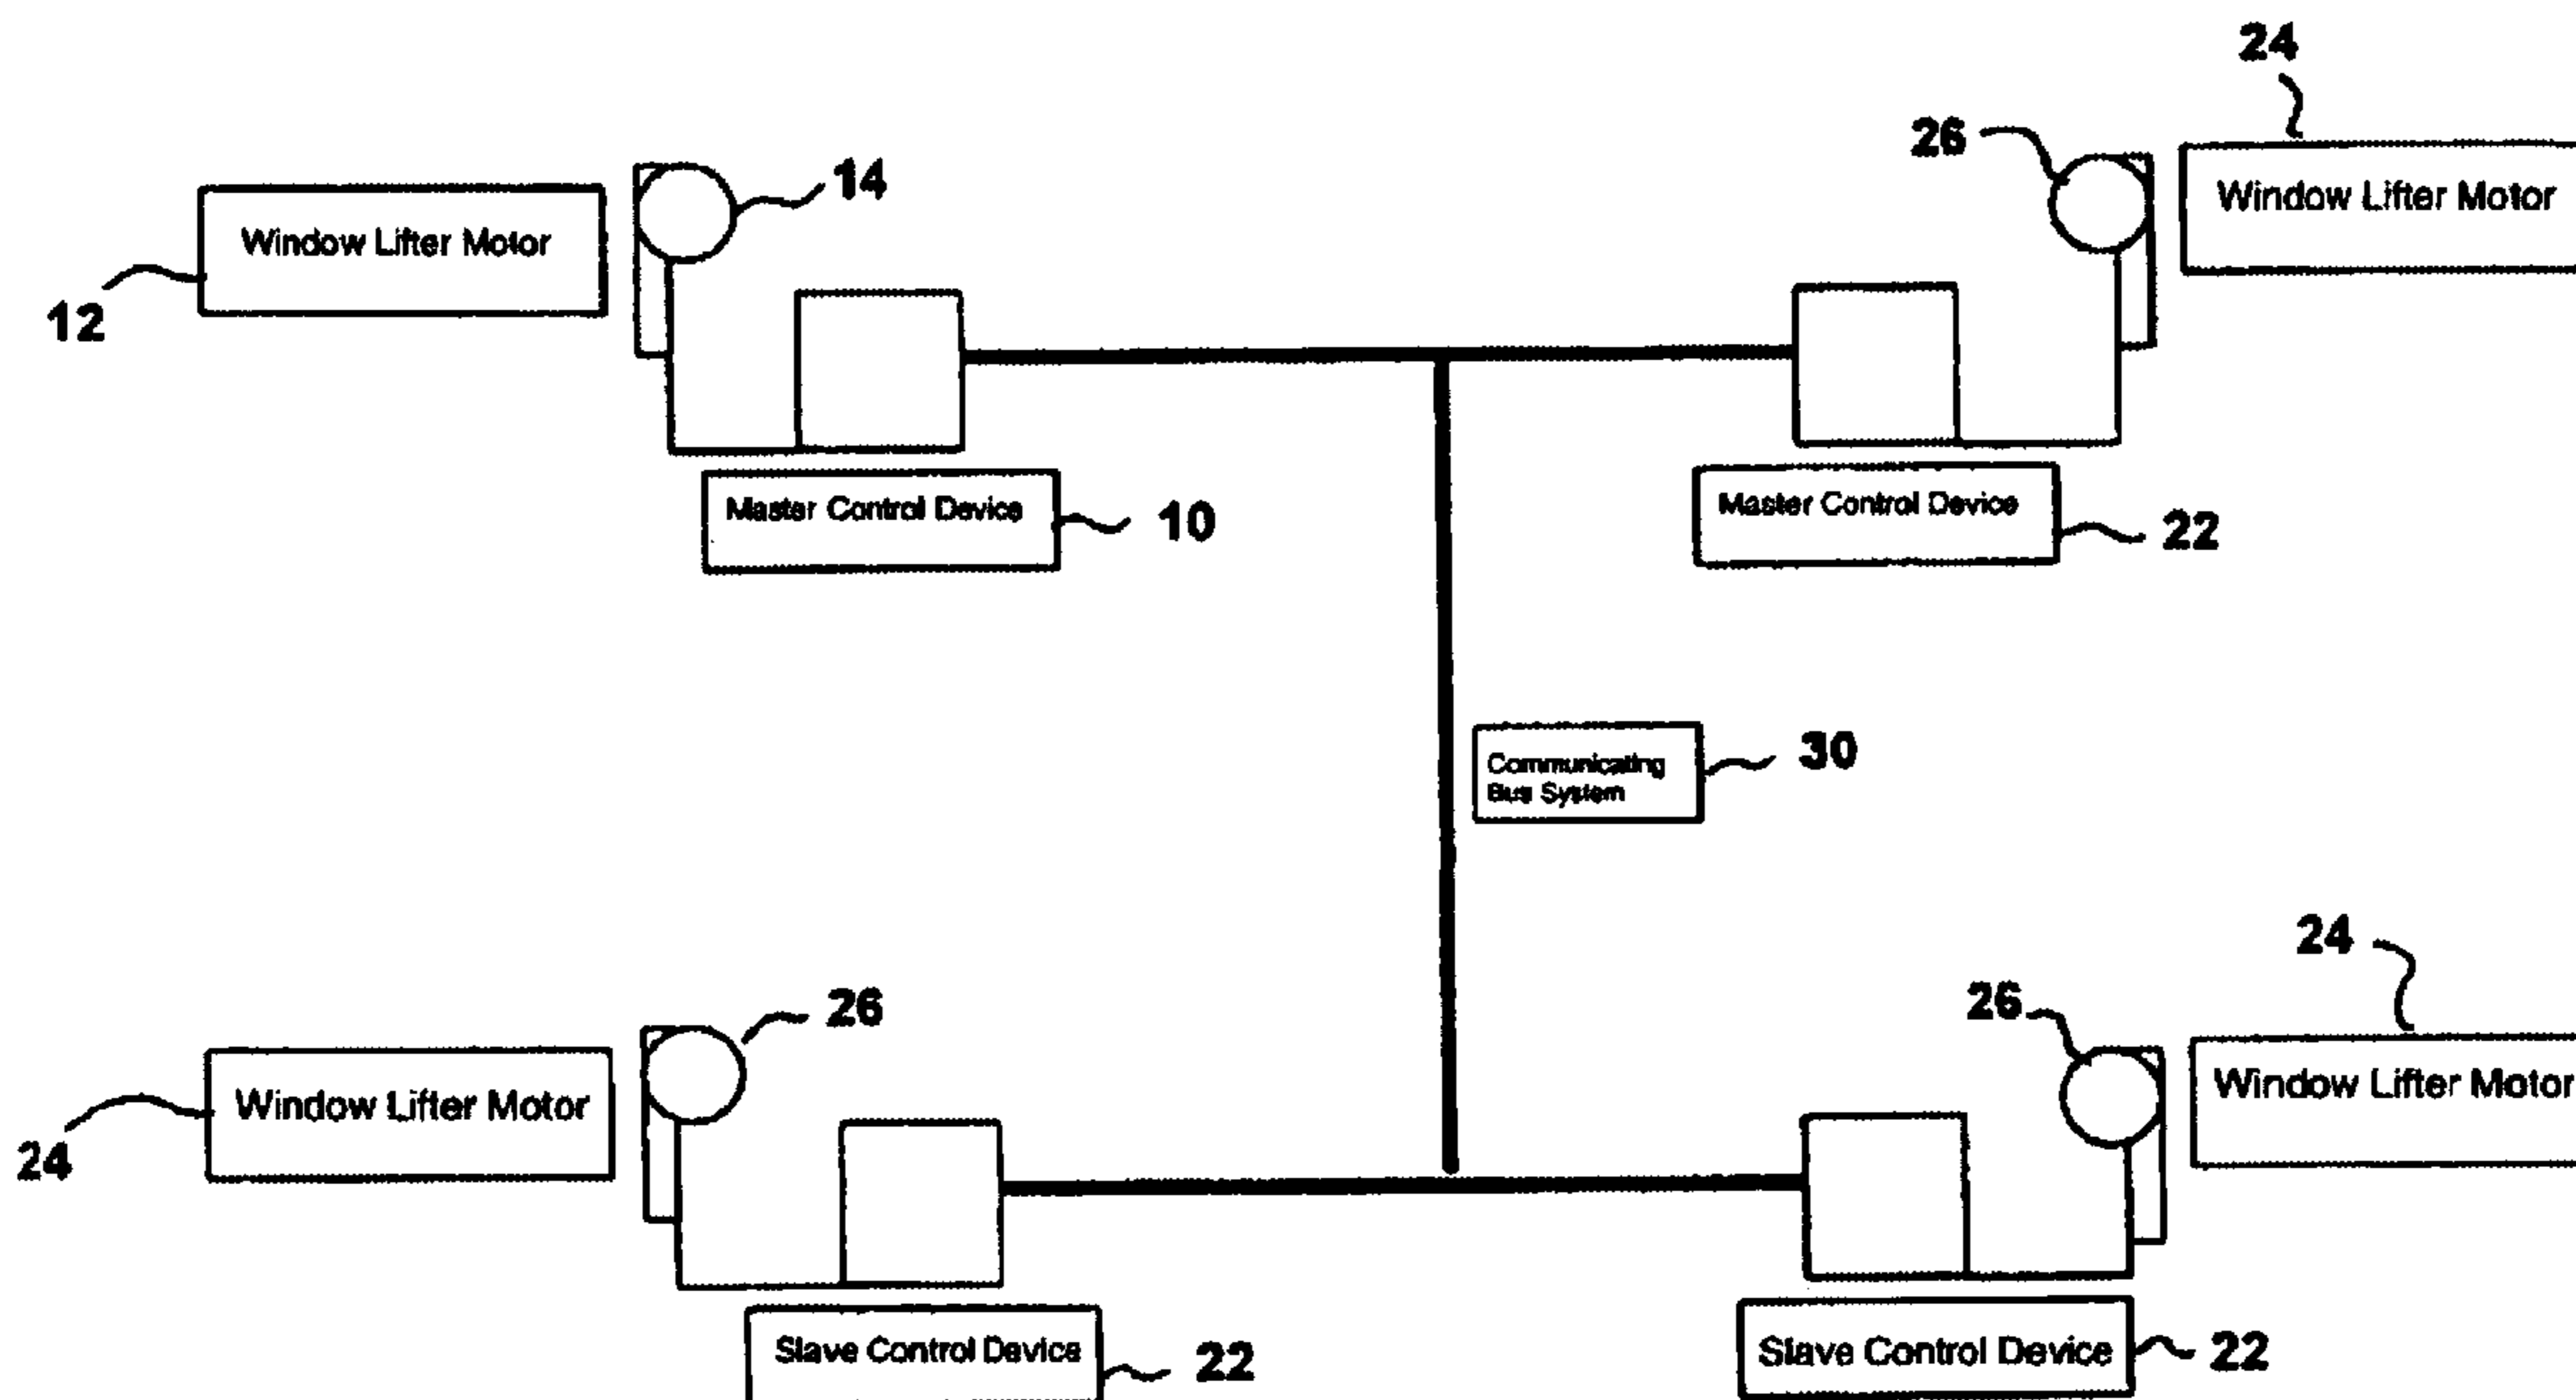 24
26
Window Lifter Motor
14
Window Lifter Motor
12
Master Control Device
10
Master Control Device
22
Communicating
Bus System
30
24
26
26
Window Lifter Motor
Window Lifter Motor
24
Slave Control Device
22
Slave Control Device
22